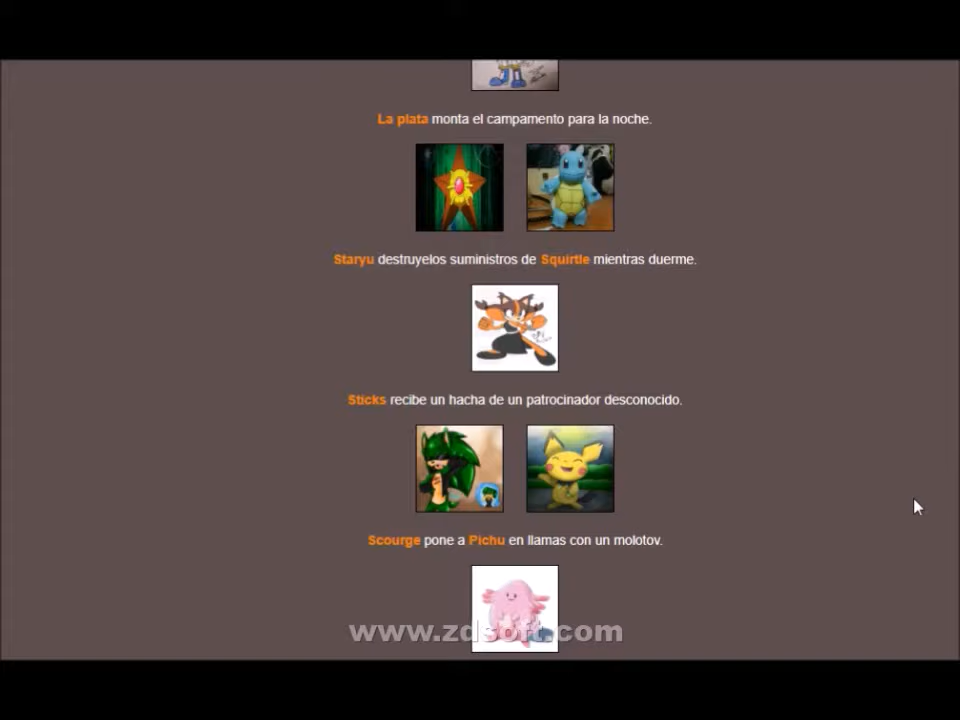 La plata monta el campamento para la noche.
Staryu destruyelos suministros de Squirtle mientras duerme.
Sticks recibe un hacha de un patrocinador desconocido.
Scourge pone a Pichu en llamas con un molotov.
www.zdsoft.com